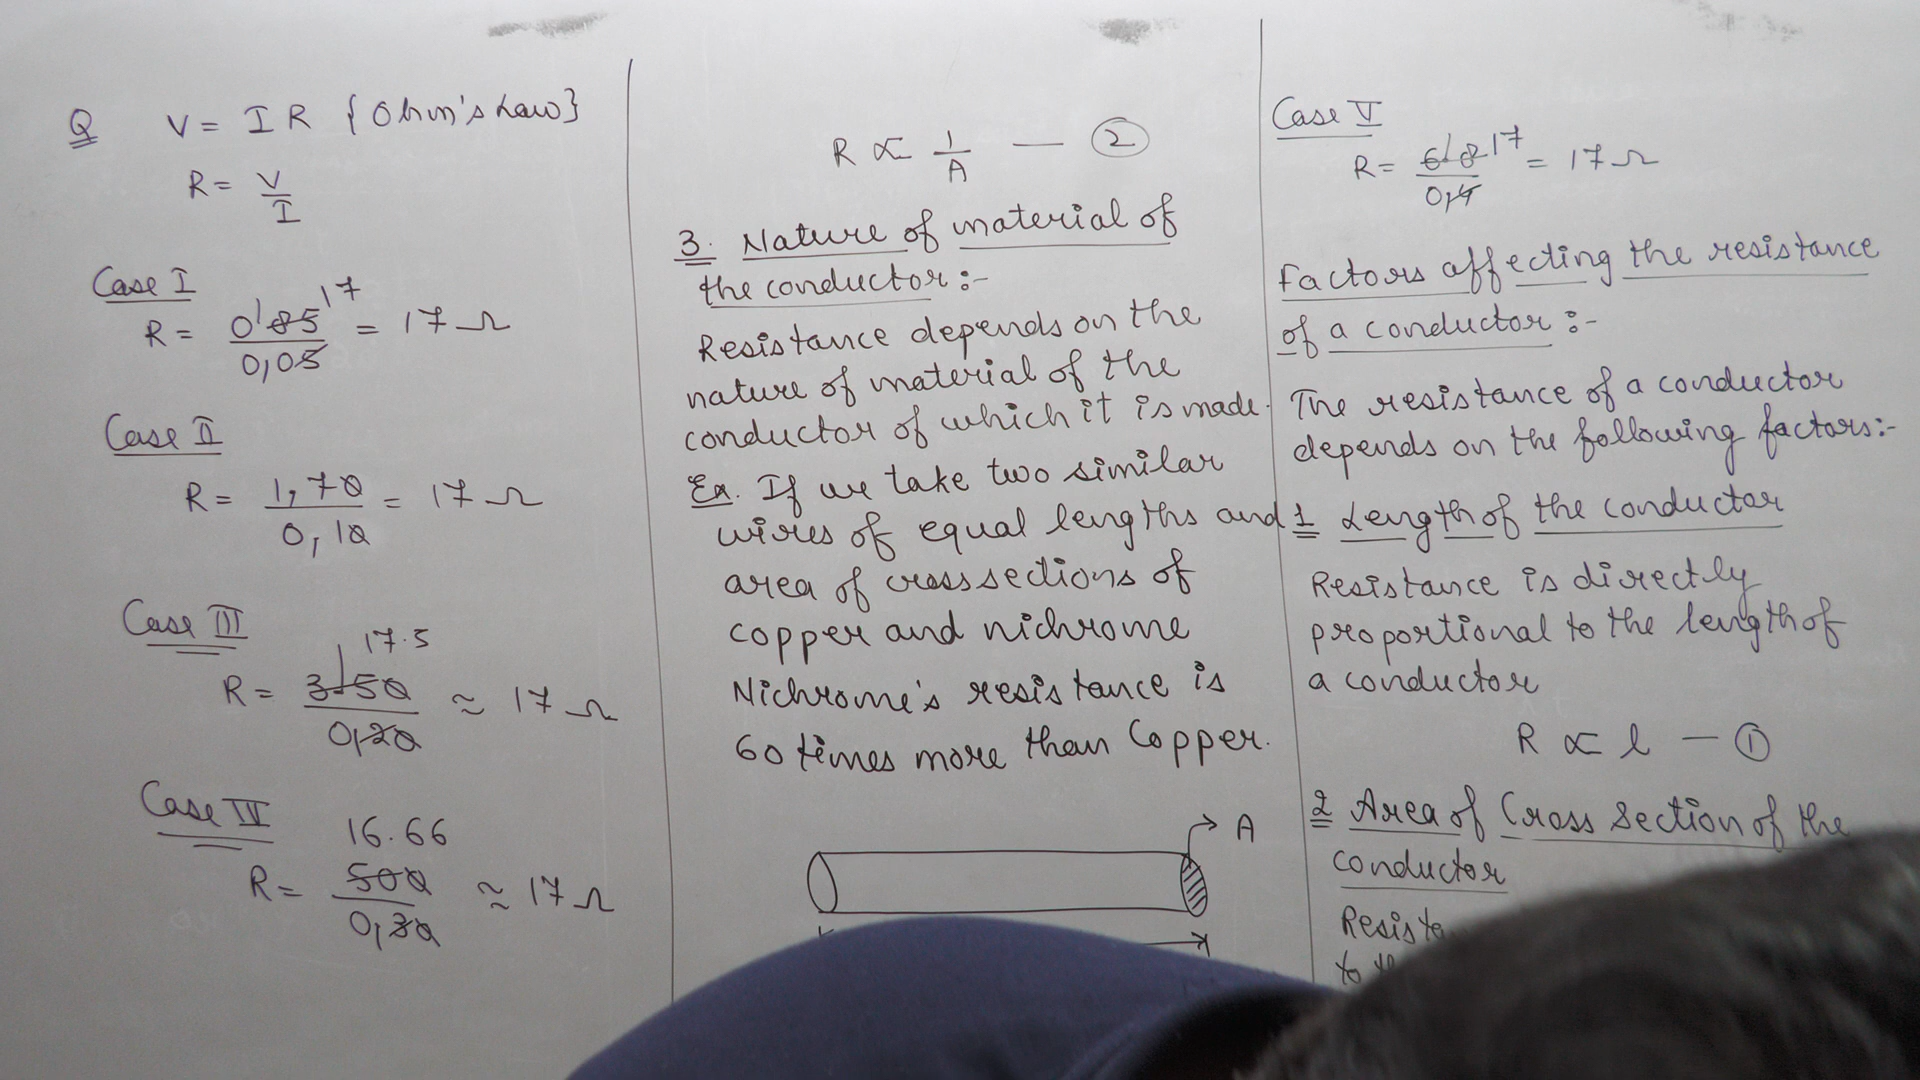 Q V = IR {Ohm's Law}
R = V/I
Case I
17
R = 0.85/0.05 = 17 Ω
Case II
R = 1.70/0.10 = 17 Ω
Case III
17.5
R = 3.50/0.20 ≈ 17 Ω
Case IV
16.66
R = 500/0.30 ≈ 17 Ω
R ∝ 1/A — 2
3. Nature of material of
the conductor :-
Resistance depends on the
nature of material of the
conductor of which it is made.
Ex. If we take two similar
wires of equal lengths and
area of cross sections of
copper and nichrome
Nichrome's resistance is
60 times more than Copper.
A
Case V
17
R = 6.8/0.4 = 17 Ω
Factors affecting the resistance
of a conductor :-
The resistance of a conductor
depends on the following factors:-
1 Length of the conductor
Resistance is directly
proportional to the length of
a conductor
R ∝ l — 1
2 Area of Cross Section of the
conductor
to